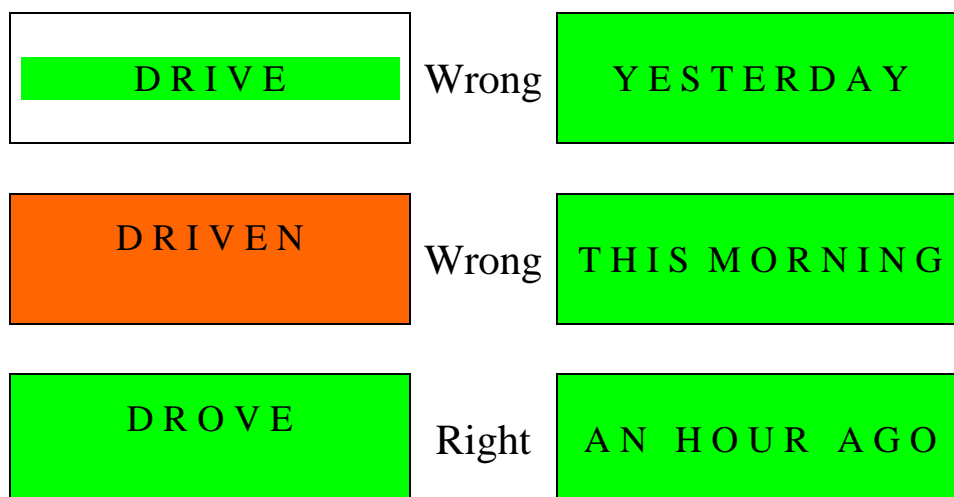 DRIVE Wrong YESTERDAY
DRIVEN Wrong THIS MORNING
DROVE Right AN HOUR AGO